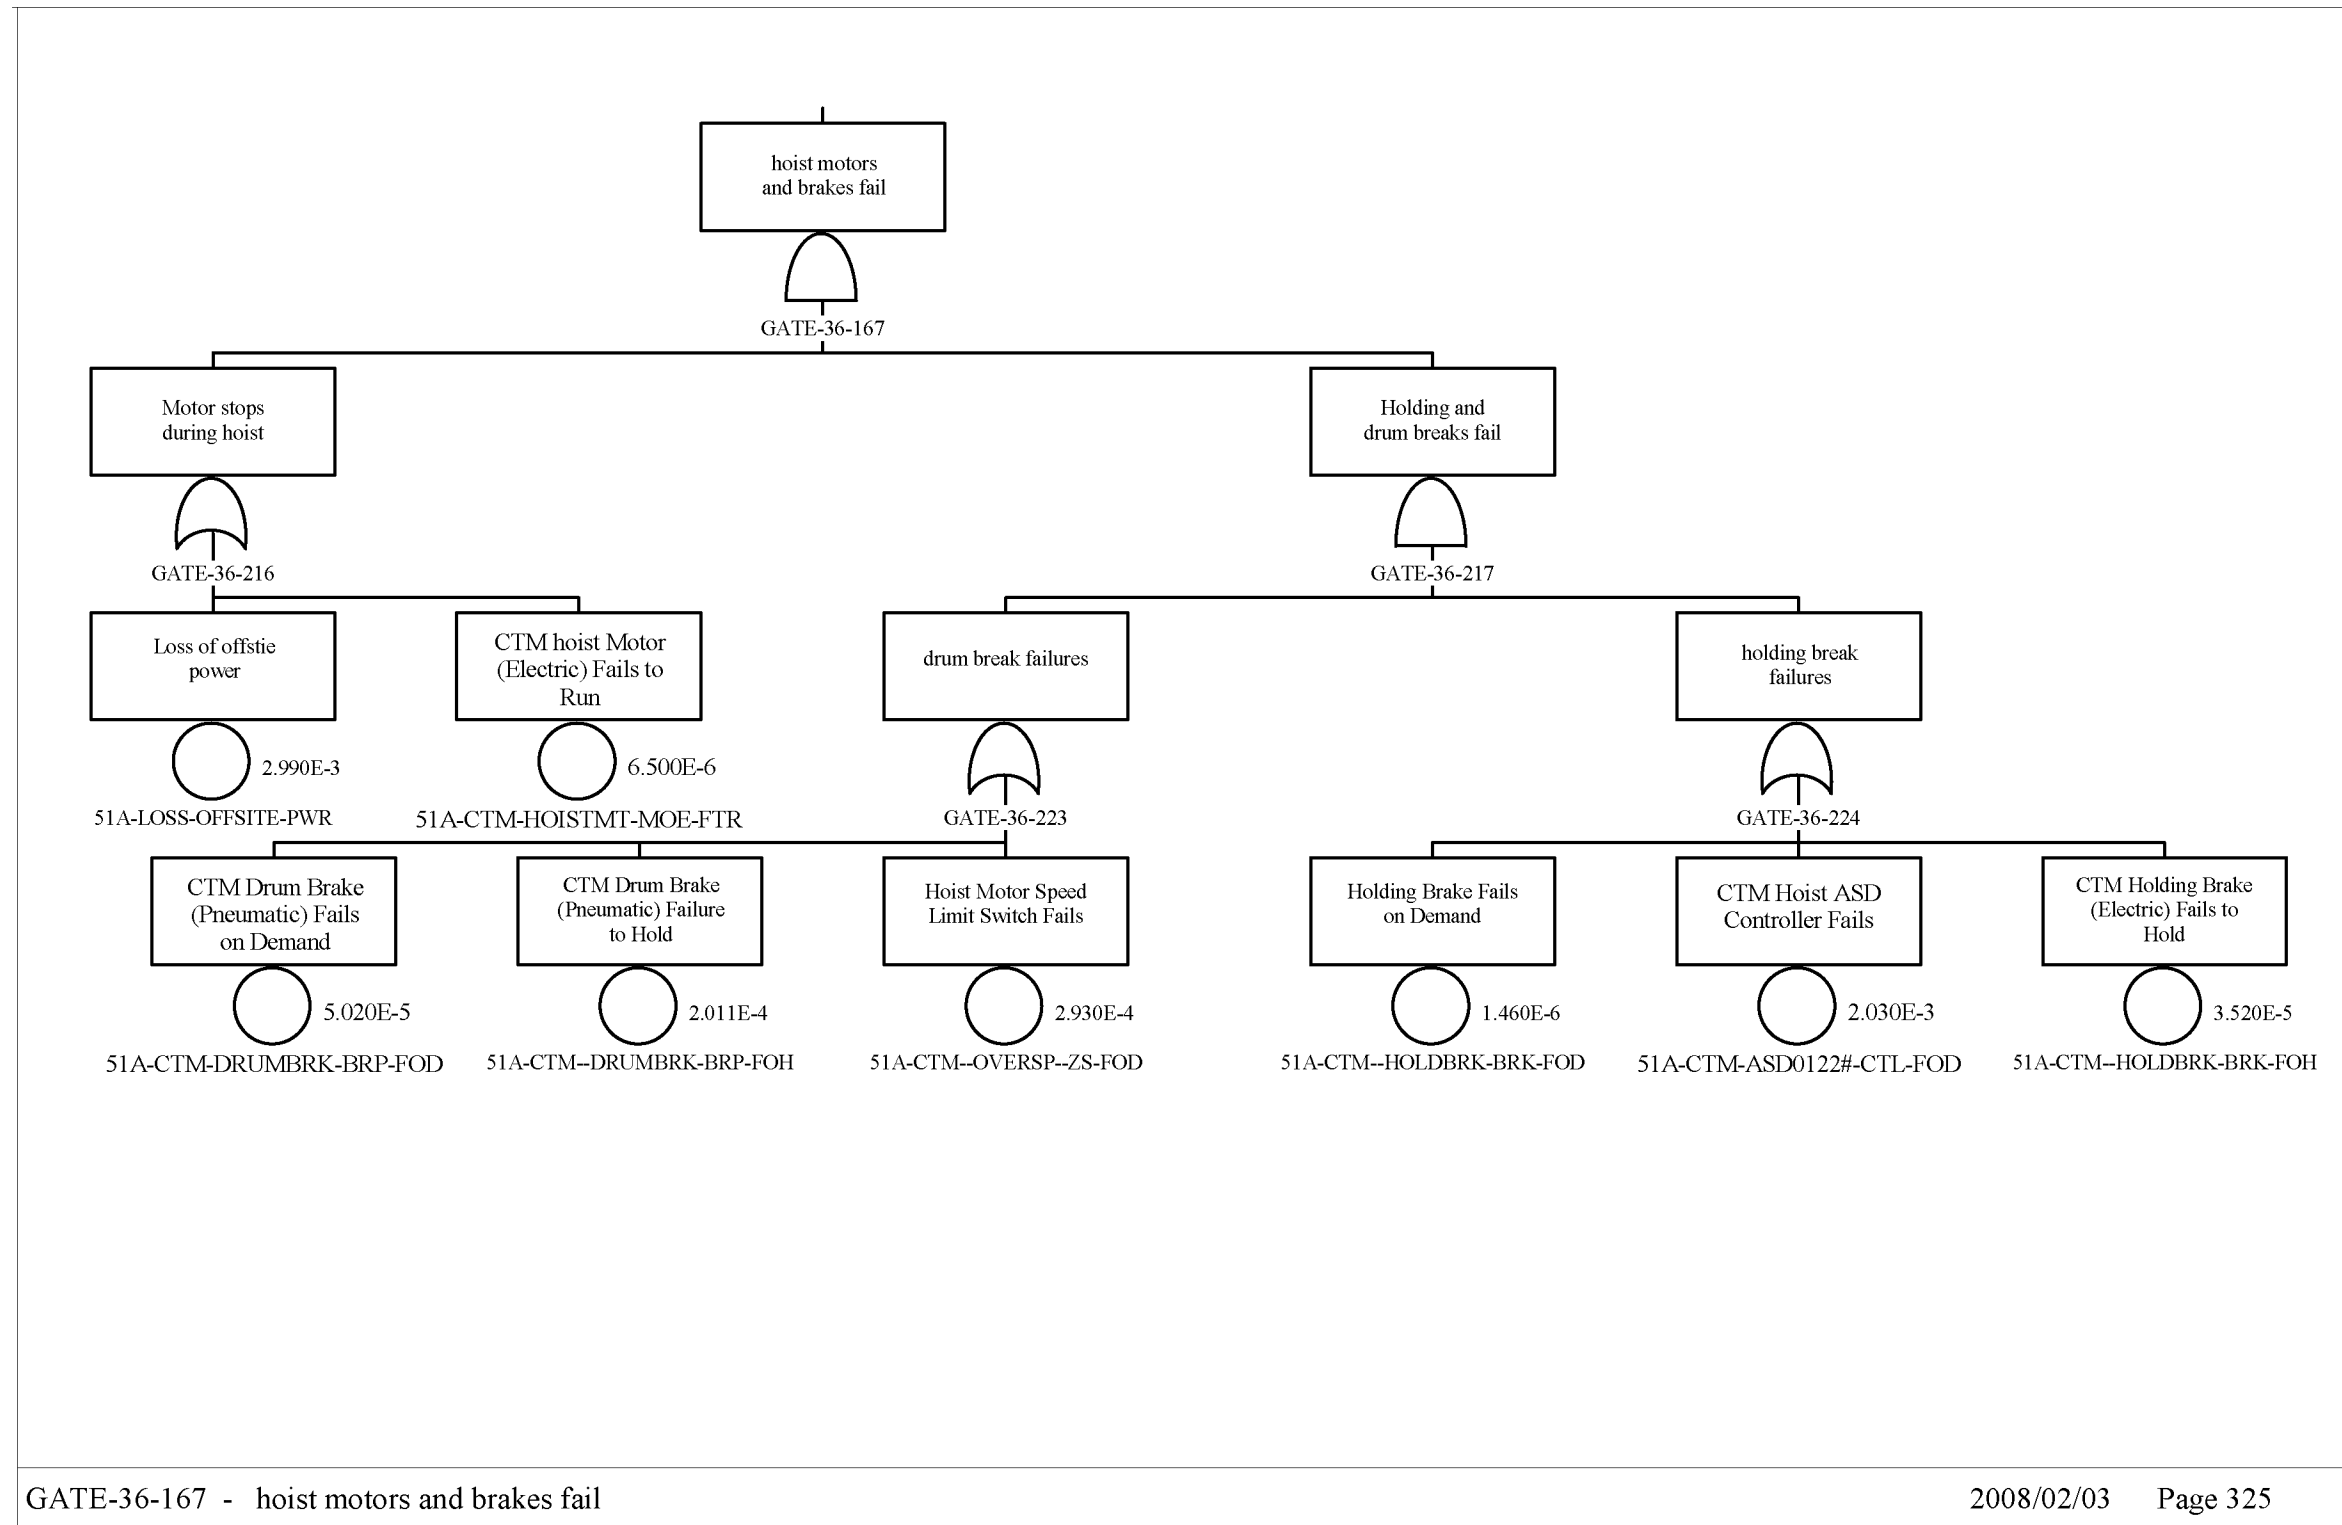 hoist motors
and brakes fail
GATE-36-167
Motor stops
during hoist
Holding and
drum breaks fail
GATE-36-216
GATE-36-217
Loss of offstie
power
CTM hoist Motor
(Electric) Fails to
Run
drum break failures
holding break
failures
2.990E-3
6.500E-6
51A-LOSS-OFFSITE-PWR
51A-CTM-HOISTMT-MOE-FTR
GATE-36-223
GATE-36-224
CTM Drum Brake
(Pneumatic) Fails
on Demand
CTM Drum Brake
(Pneumatic) Failure
to Hold
Hoist Motor Speed
Limit Switch Fails
Holding Brake Fails
on Demand
CTM Hoist ASD
Controller Fails
CTM Holding Brake
(Electric) Fails to
Hold
5.020E-5
2.011E-4
2.930E-4
1.460E-6
2.030E-3
3.520E-5
51A-CTM-DRUMBRK-BRP-FOD
51A-CTM--DRUMBRK-BRP-FOH
51A-CTM--OVERSP--ZS-FOD
51A-CTM--HOLDBRK-BRK-FOD
51A-CTM-ASD0122#-CTL-FOD
51A-CTM--HOLDBRK-BRK-FOH
GATE-36-167 - hoist motors and brakes fail
2008/02/03 Page 325